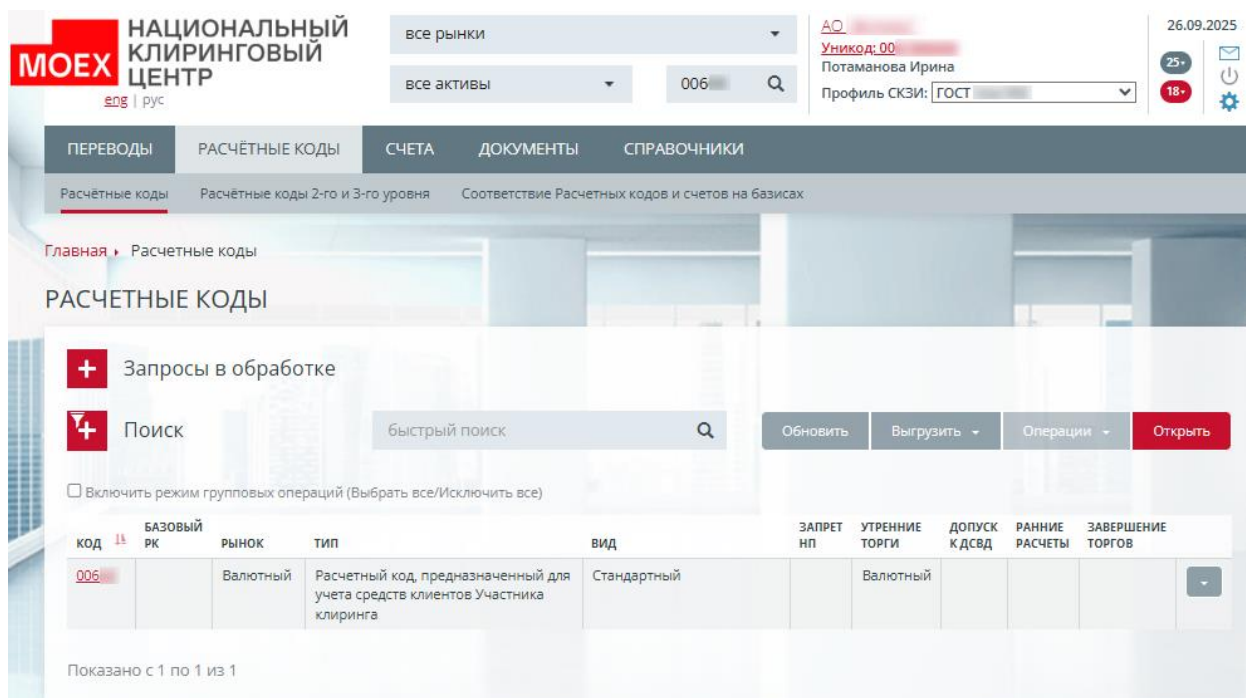 MOEX
НАЦИОНАЛЬНЫЙ
КЛИРИНГОВЫЙ
ЦЕНТР
eng | рус
все рынки
все активы
006
АО
Уникод: 00
Потаманова Ирина
Профиль СКЗИ: ГОСТ
26.09.2025
25
18
ПЕРЕВОДЫ РАСЧЁТНЫЕ КОДЫ СЧЕТА ДОКУМЕНТЫ СПРАВОЧНИКИ
Расчётные коды Расчётные коды 2-го и 3-го уровня Соответствие Расчетных кодов и счетов на базисах
Главная Расчетные коды
РАСЧЕТНЫЕ КОДЫ
Запросы в обработке
Поиск быстрый поиск Обновить Выгрузить Операции Открыть
Включить режим групповых операций (Выбрать все/Исключить все)
КОД БАЗОВЫЙ РК РЫНОК ТИП ВИД ЗАПРЕТ НП УТРЕННИЕ ТОРГИ ДОПУСК К ДСВД РАННИЕ РАСЧЕТЫ ЗАВЕРШЕНИЕ ТОРГОВ
006 Валютный Расчетный код, предназначенный для Стандартный Валютный
учета средств клиентов Участника
клиринга
Показано с 1 по 1 из 1